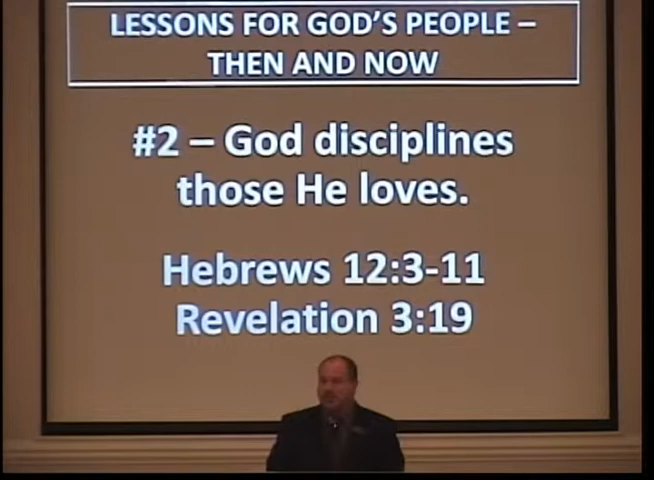 LESSONS FOR GOD'S PEOPLE –
THEN AND NOW
#2 – God disciplines
those He loves.
Hebrews 12:3-11
Revelation 3:19